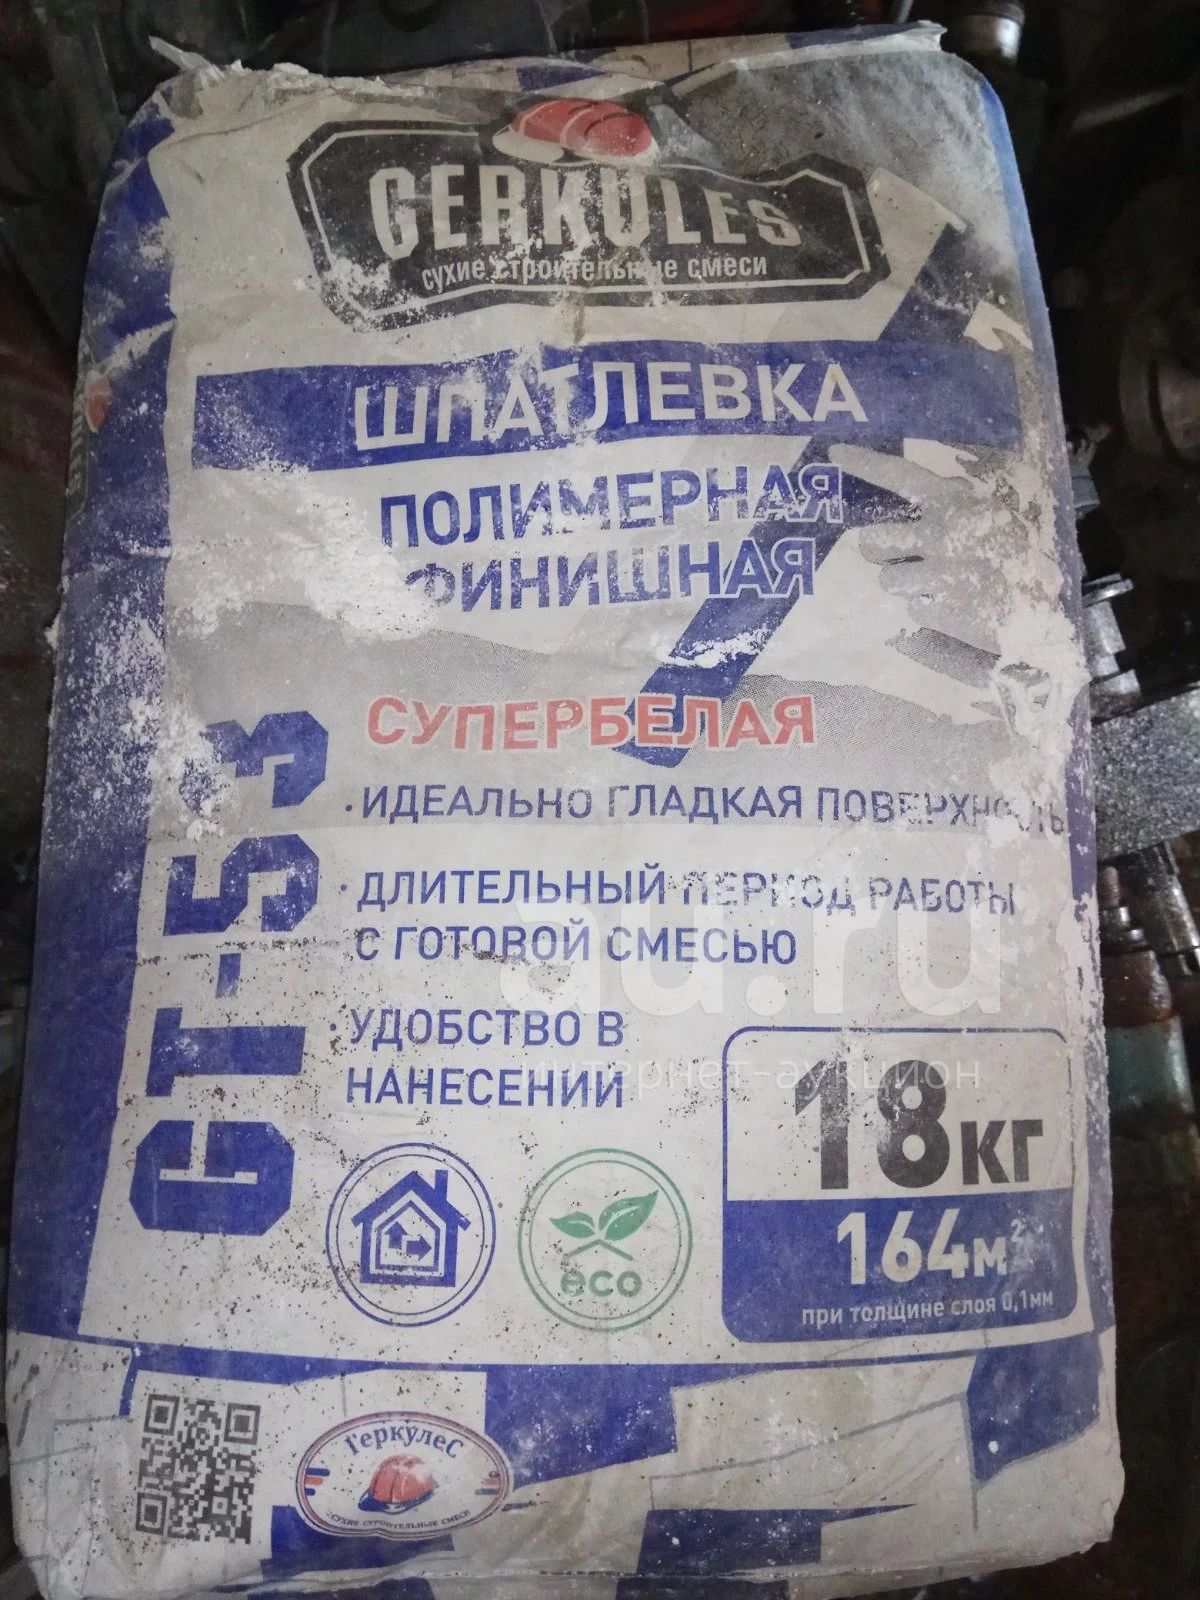 GERKULES
сухие строительные смеси
ШПАТЛЕВКА
ПОЛИМЕРНАЯ
ФИНИШНАЯ
СУПЕРБЕЛАЯ
GT-53
· ИДЕАЛЬНО ГЛАДКАЯ ПОВЕРХНОСТЬ
· ДЛИТЕЛЬНЫЙ ПЕРИОД РАБОТЫ
С ГОТОВОЙ СМЕСЬЮ
· УДОБСТВО В
НАНЕСЕНИИ
au.ru
интернет-аукцион
18кг
164м²
при толщине слоя 0,1мм
eco
Геркулес
· СУХИЕ СТРОИТЕЛЬНЫЕ СМЕСИ